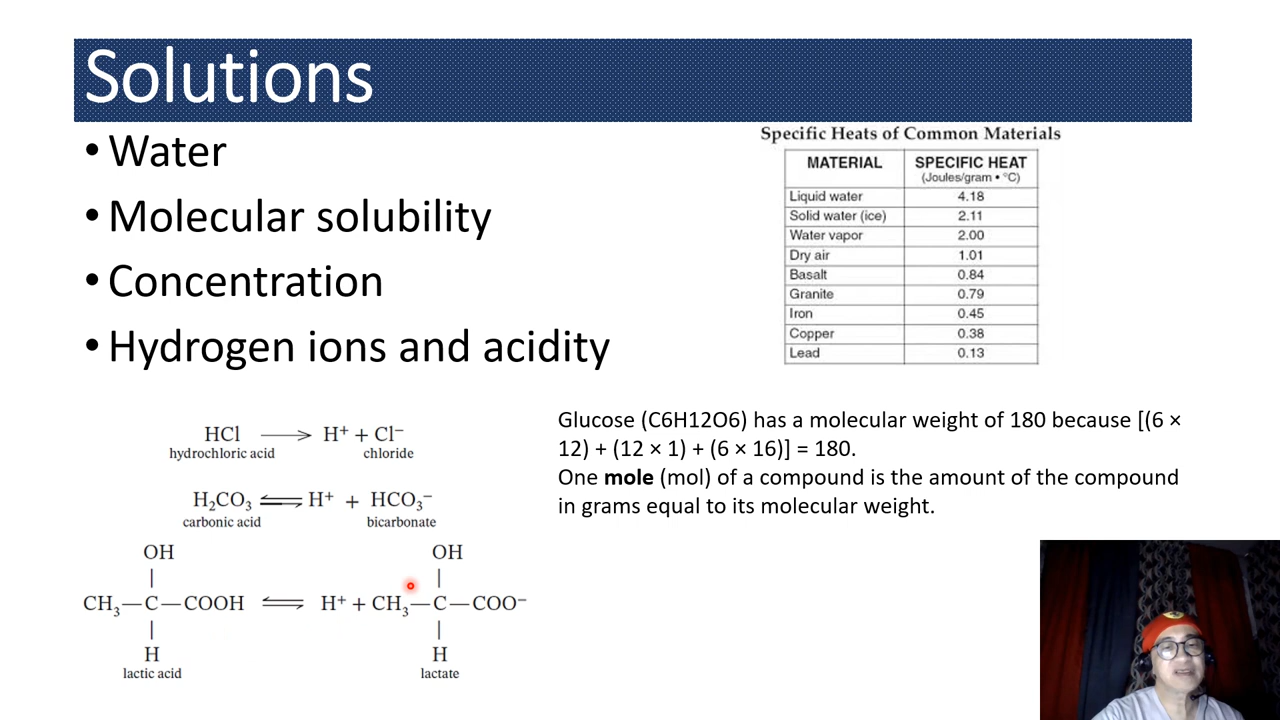 Solutions
• Water
• Molecular solubility
• Concentration
• Hydrogen ions and acidity
Specific Heats of Common Materials
MATERIAL SPECIFIC HEAT
(Joules/gram • °C)
Liquid water 4.18
Solid water (ice) 2.11
Water vapor 2.00
Dry air 1.01
Basalt 0.84
Granite 0.79
Iron 0.45
Copper 0.38
Lead 0.13
Glucose (C6H12O6) has a molecular weight of 180 because [(6 ×
12) + (12 × 1) + (6 × 16)] = 180.
One mole (mol) of a compound is the amount of the compound
in grams equal to its molecular weight.
HCl ⟶ H⁺ + Cl⁻
hydrochloric acid chloride
H₂CO₃ ⇌ H⁺ + HCO₃⁻
carbonic acid bicarbonate
OH OH
| |
CH₃—C—COOH ⇌ H⁺ + CH₃—C—COO⁻
| |
H H
lactic acid lactate